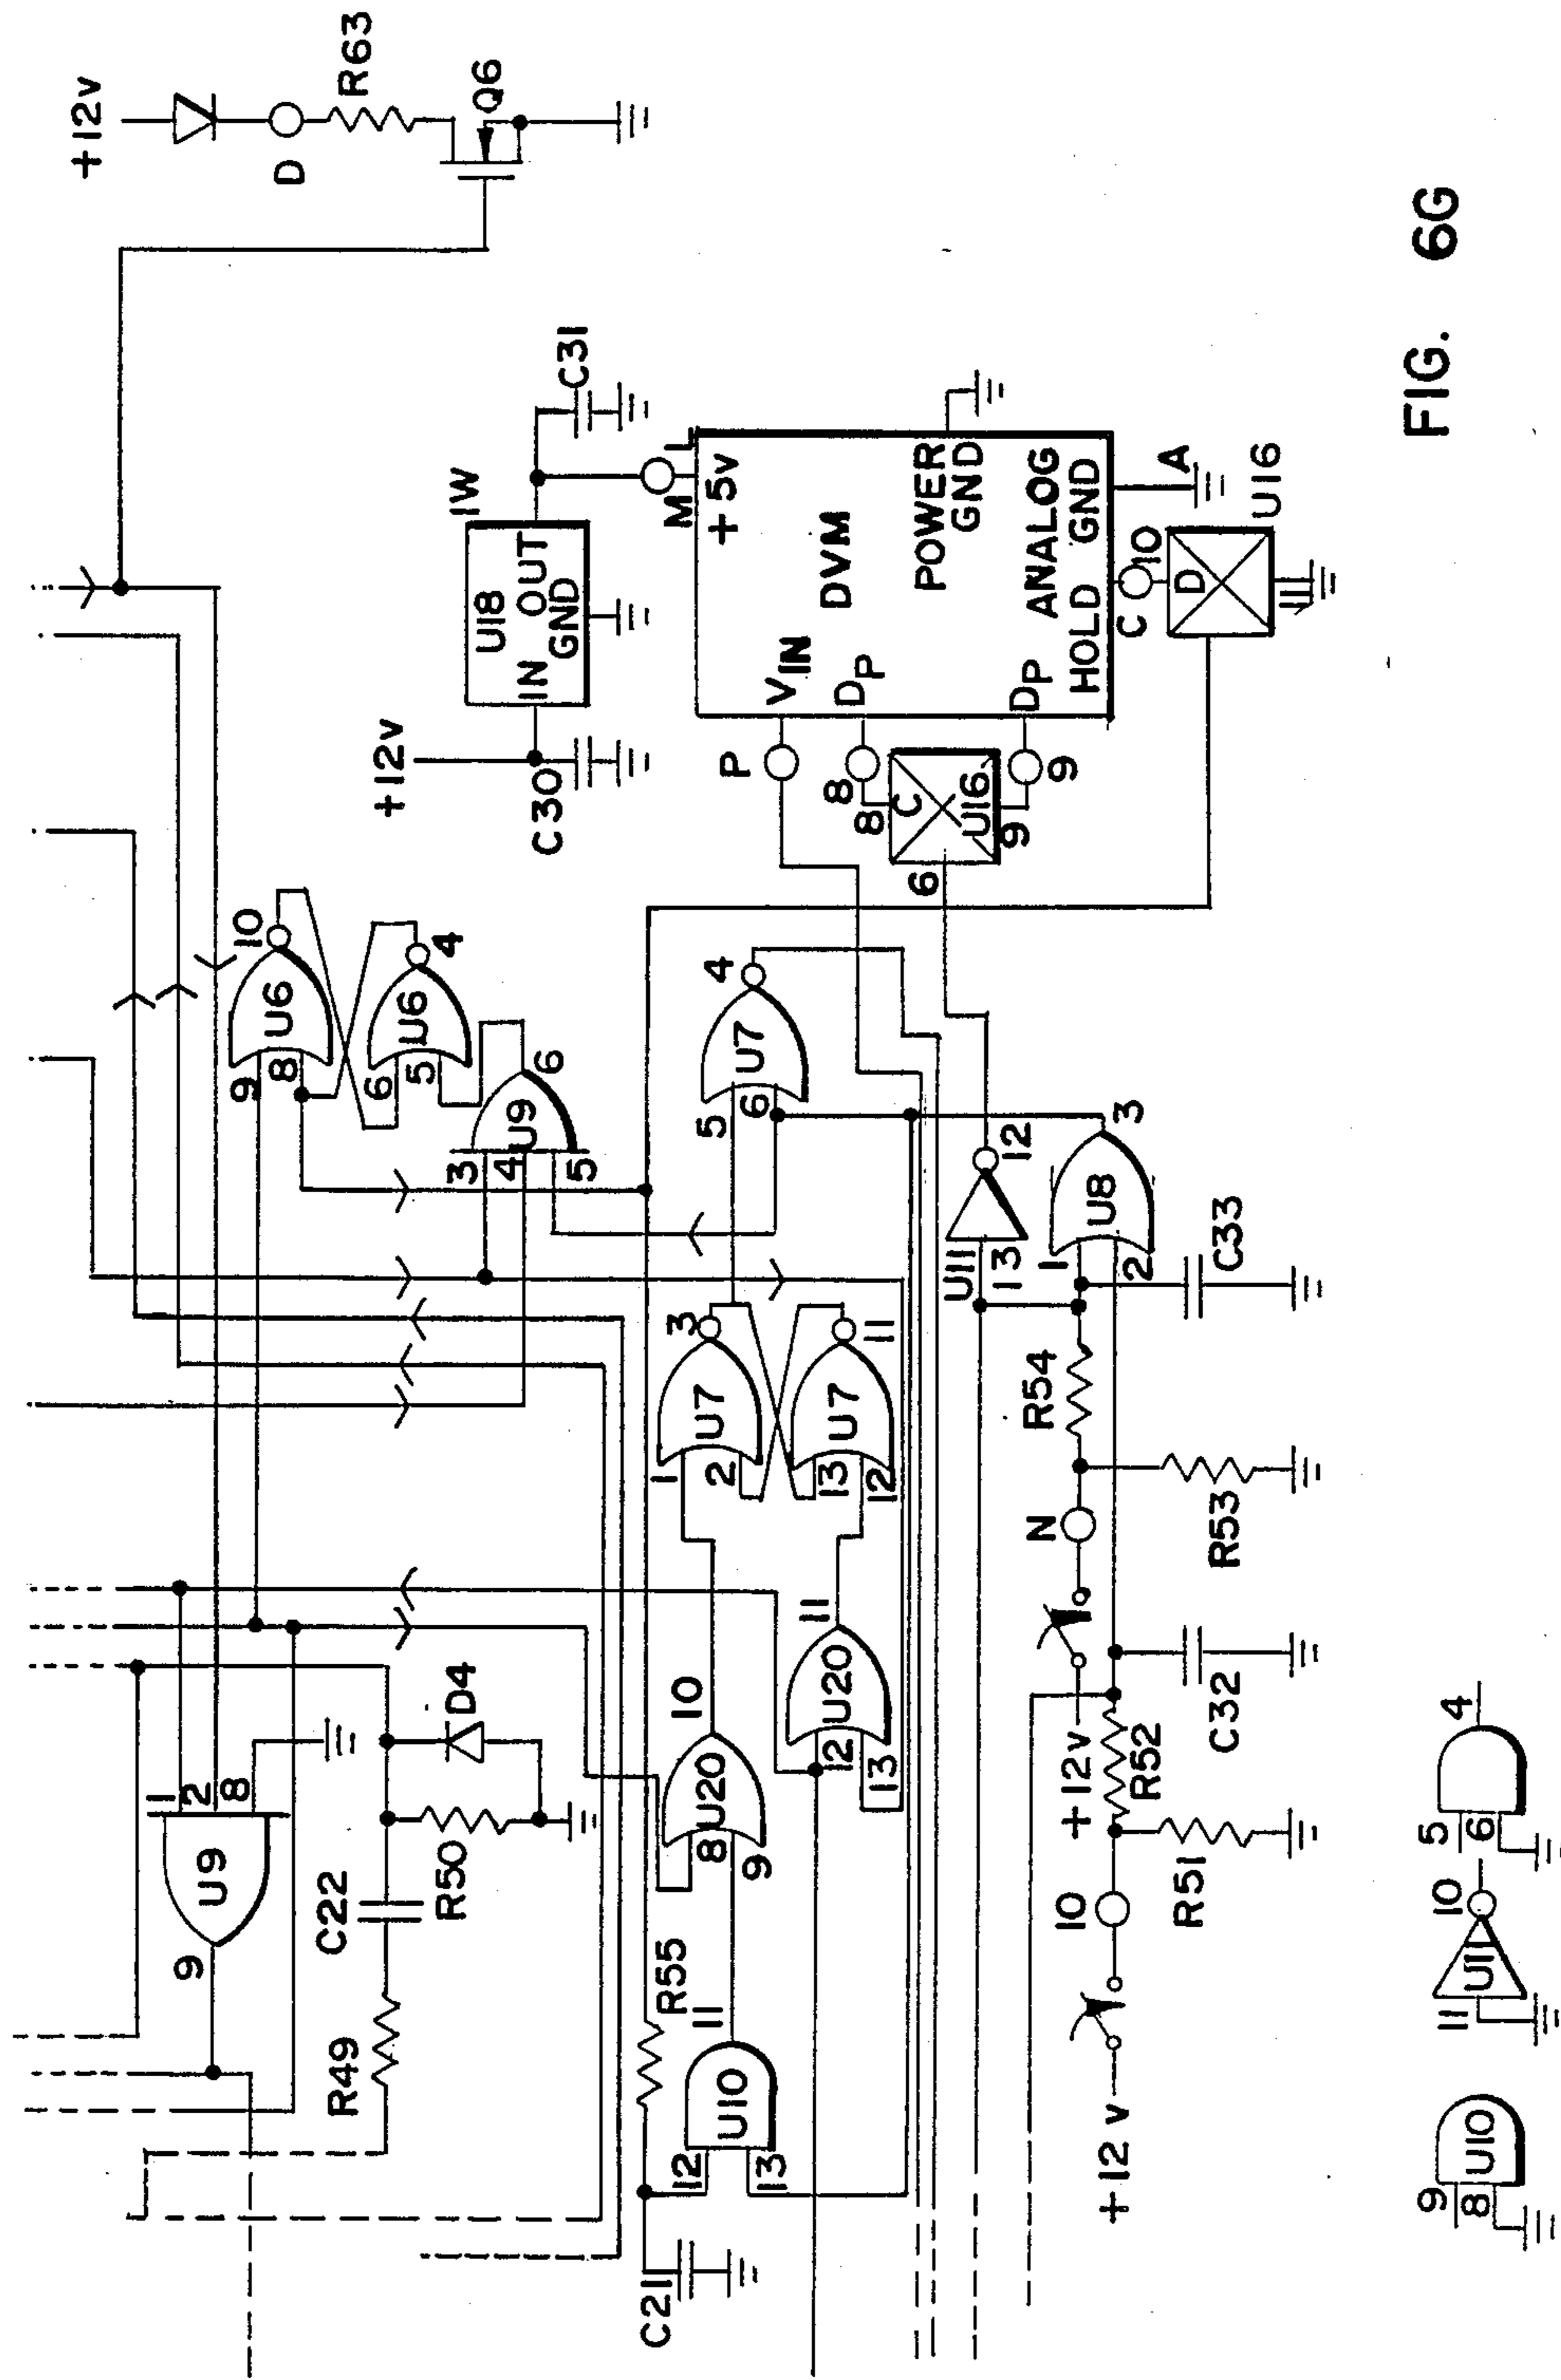 +12v
D
R63
Q6
U18
IN
OUT
GND
1W
C31
+12v
C30
M
L
+5v
DVM
VIN
DP
DP
POWER
GND
ANALOG
GND
HOLD
A
P
8
8
C
U16
9
9
6
C
10
D
U16
10
U6
9
8
4
U6
6
5
6
U9
3
4
5
4
U7
5
6
12
U11
13
3
U8
1
2
C33
3
U7
1
2
11
U7
13
12
R54
N
R53
+12v
C32
R52
10
R51
+12 v
1
2
8
U9
9
C22
R50
D4
R49
R55
10
U20
8
9
11
U20
12
13
11
U10
12
13
C21
9
8
U10
11
U11
10
5
6
4
FIG. 6G